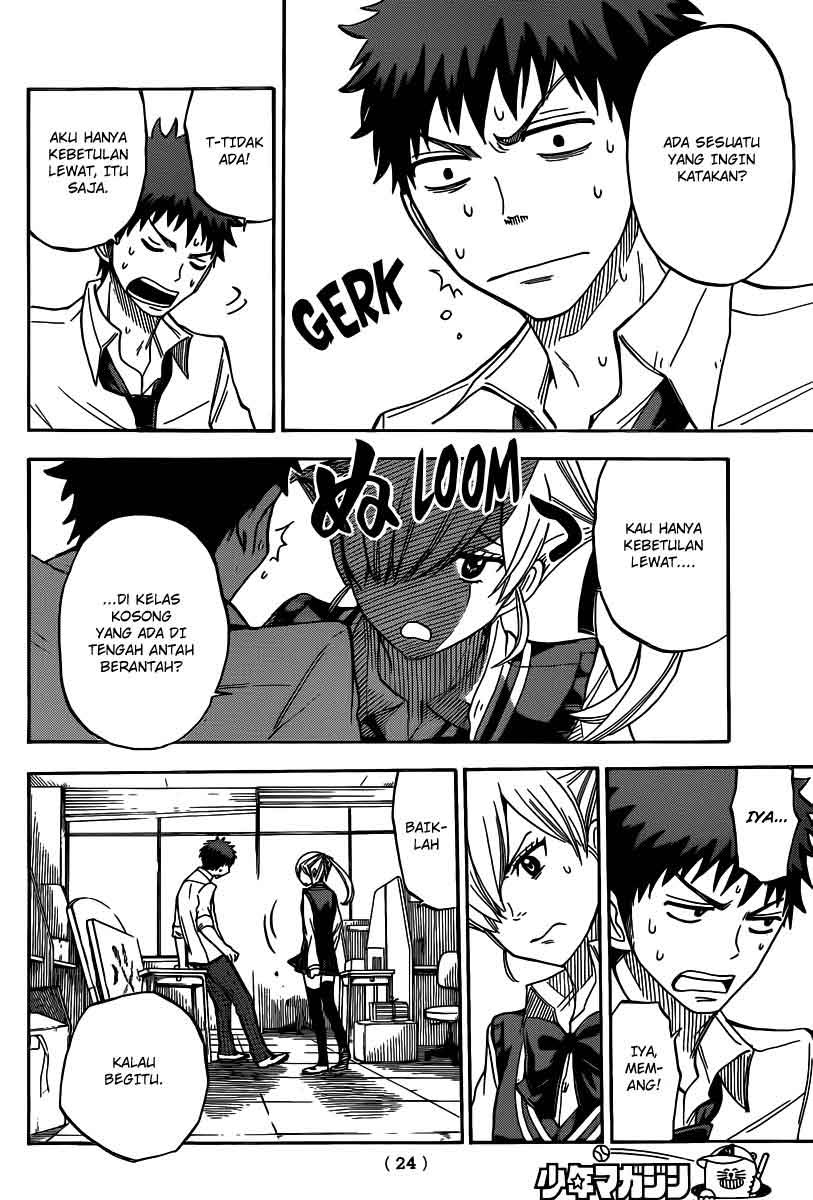 ADA SESUATU
YANG INGIN
KATAKAN?
GERK
T-TIDAK
ADA!
AKU HANYA
KEBETULAN
LEWAT, ITU
SAJA.
KAU HANYA
KEBETULAN
LEWAT....
ぬ
LOOM
...DI KELAS
KOSONG
YANG ADA DI
TENGAH ANTAH
BERANTAH?
IYA...
IYA,
MEM-
ANG!
BAIK-
LAH
KALAU
BEGITU.
( 24 )
少年マガジン